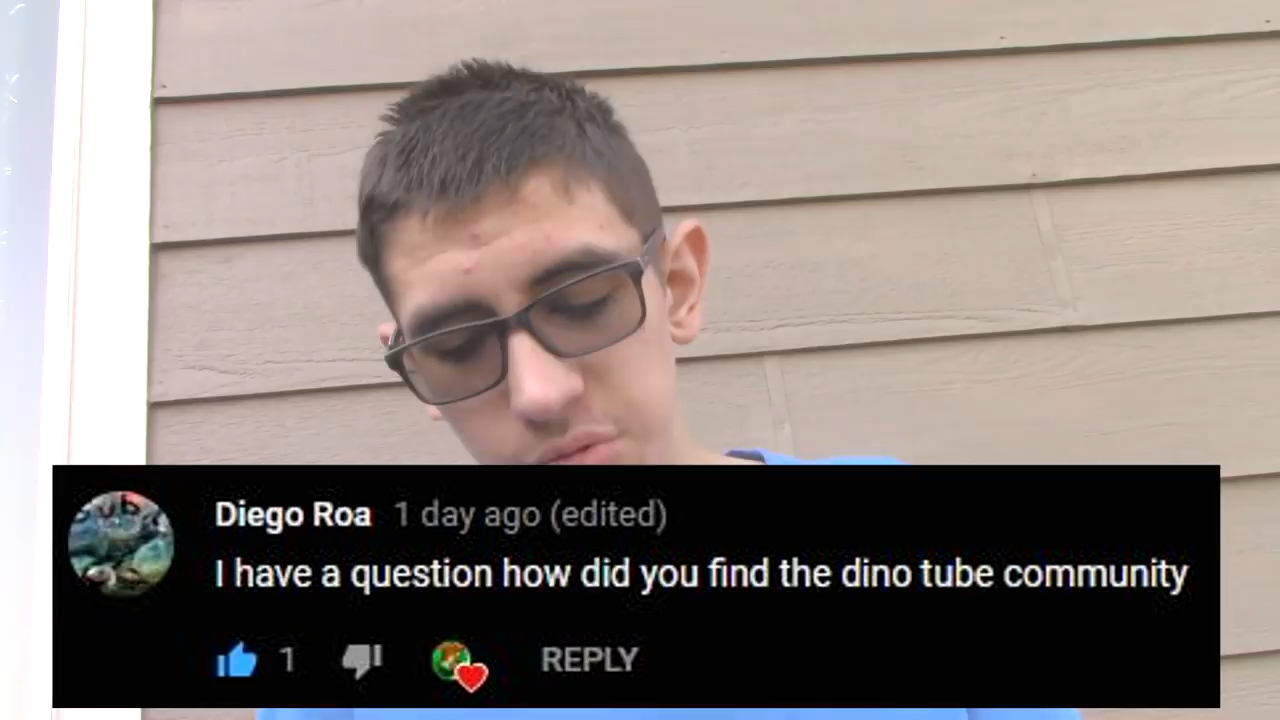 Diego Roa 1 day ago (edited)
I have a question how did you find the dino tube community
1 REPLY